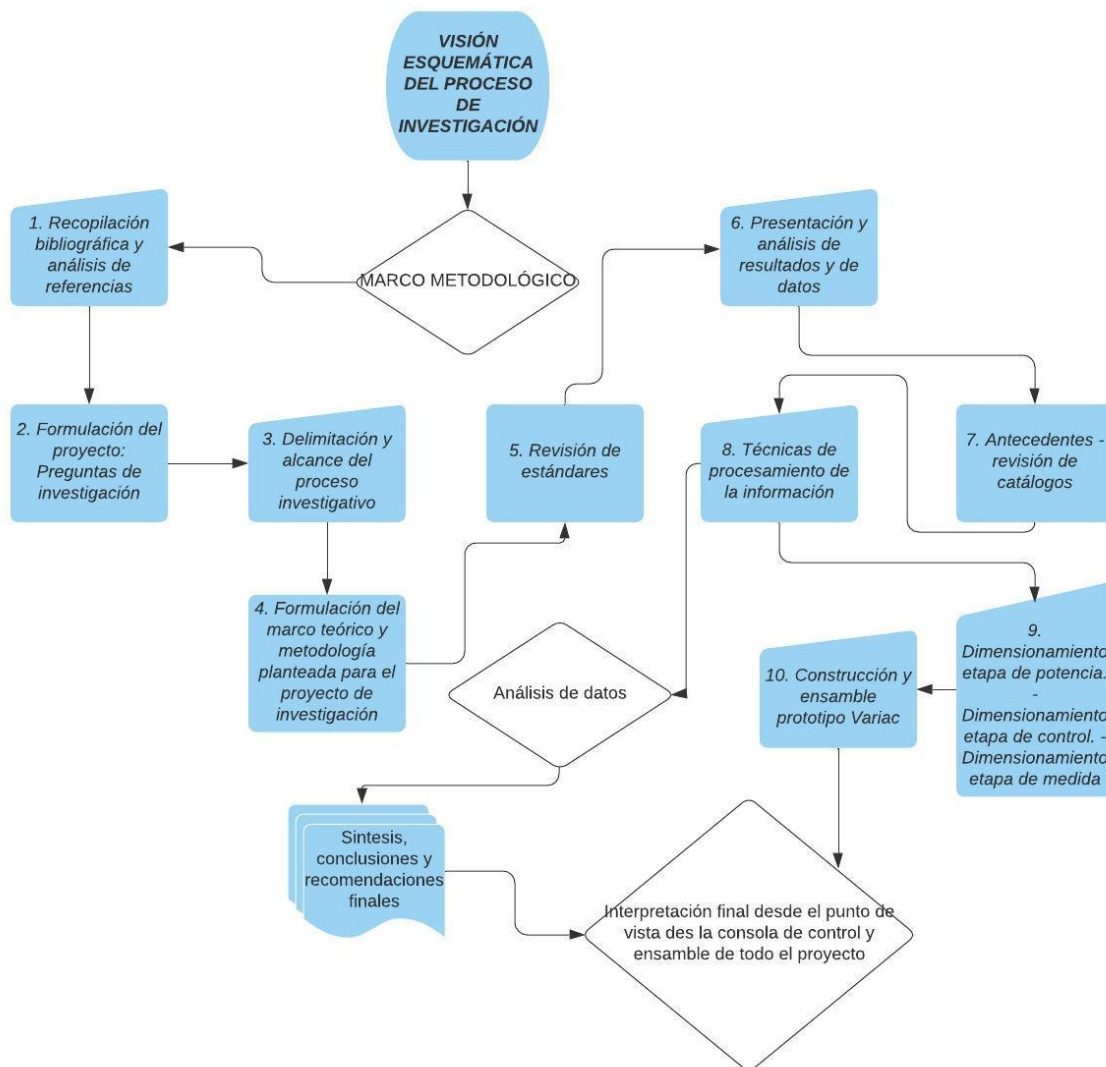 VISIÓN
ESQUEMÁTICA
DEL PROCESO
DE
INVESTIGACIÓN
MARCO METODOLÓGICO
1. Recopilación
bibliográfica y
análisis de
referencias
2. Formulación del
proyecto:
Preguntas de
investigación
3. Delimitación y
alcance del
proceso
investigativo
4. Formulación del
marco teórico y
metodología
planteada para el
proyecto de
investigación
5. Revisión de
estándares
6. Presentación y
análisis de
resultados y de
datos
7. Antecedentes -
revisión de
catálogos
8. Técnicas de
procesamiento de
la información
9.
Dimensionamiento
etapa de potencia.
-
Dimensionamiento
etapa de control. -
Dimensionamiento
etapa de medida
10. Construcción y
ensamble
prototipo Variac
Análisis de datos
Sintesis,
conclusiones y
recomendaciones
finales
Interpretación final desde el punto de
vista des la consola de control y
ensamble de todo el proyecto